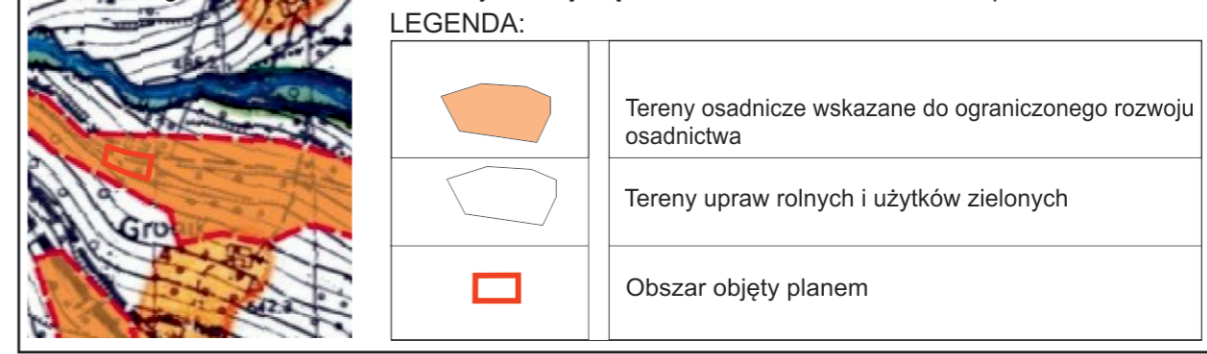 LEGENDA:
Tereny osadnicze wskazane do ograniczonego rozwoju
osadnictwa
Tereny upraw rolnych i użytków zielonych
Obszar objęty planem